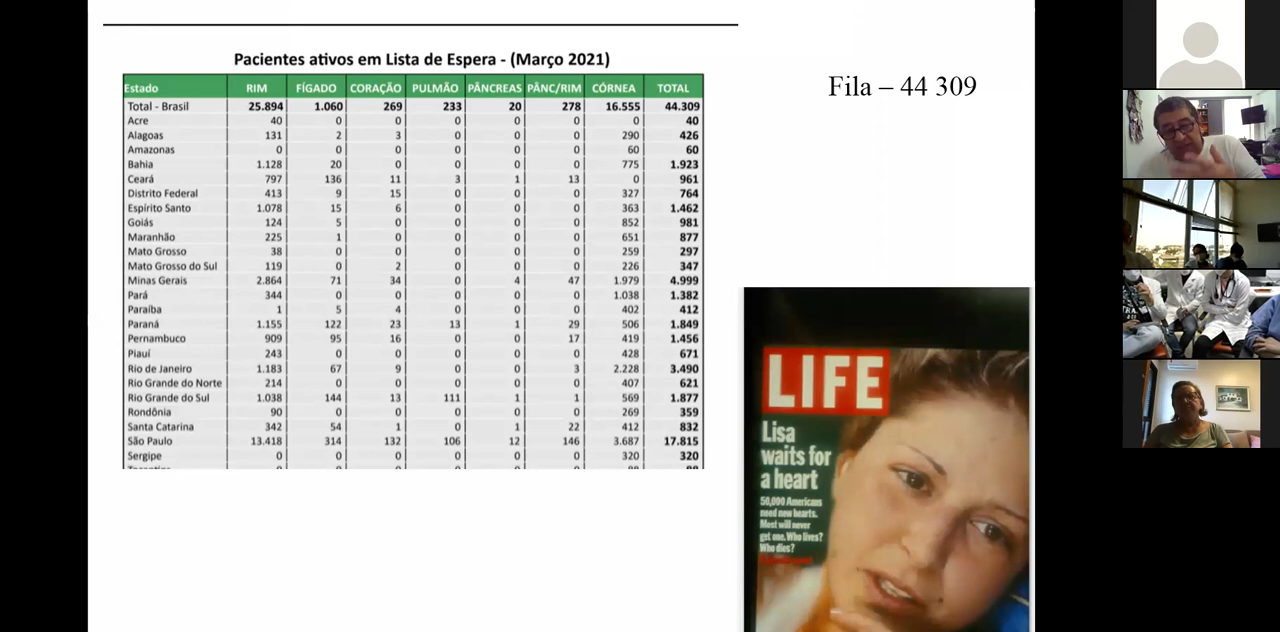 Pacientes ativos em Lista de Espera - (Março 2021)
Estado RIM FÍGADO CORAÇÃO PULMÃO PÂNCREAS PÂNC/RIM CÓRNEA TOTAL
Total - Brasil 25.894 1.060 269 233 20 278 16.555 44.309
Acre 40 0 0 0 0 0 0 40
Alagoas 131 2 3 0 0 0 290 426
Amazonas 0 0 0 0 0 0 60 60
Bahia 1.128 20 0 0 0 0 775 1.923
Ceará 797 136 11 3 1 13 0 961
Distrito Federal 413 9 15 0 0 0 327 764
Espírito Santo 1.078 15 6 0 0 0 363 1.462
Goiás 124 5 0 0 0 0 852 981
Maranhão 225 1 0 0 0 0 651 877
Mato Grosso 38 0 0 0 0 0 259 297
Mato Grosso do Sul 119 0 2 0 0 0 226 347
Minas Gerais 2.864 71 34 0 4 47 1.979 4.999
Pará 344 0 0 0 0 0 1.038 1.382
Paraíba 1 5 4 0 0 0 402 412
Paraná 1.155 122 23 13 1 29 506 1.849
Pernambuco 909 95 16 0 0 17 419 1.456
Piauí 243 0 0 0 0 0 428 671
Rio de Janeiro 1.183 67 9 0 0 3 2.228 3.490
Rio Grande do Norte 214 0 0 0 0 0 407 621
Rio Grande do Sul 1.038 144 13 111 1 1 569 1.877
Rondônia 90 0 0 0 0 0 269 359
Santa Catarina 342 54 1 0 1 22 412 832
São Paulo 13.418 314 132 106 12 146 3.687 17.815
Sergipe 0 0 0 0 0 0 320 320
Fila – 44 309
LIFE
Lisa
waits for
a heart
50,000 Americans
need new hearts.
Most will never
get one. Who lives?
Who dies?